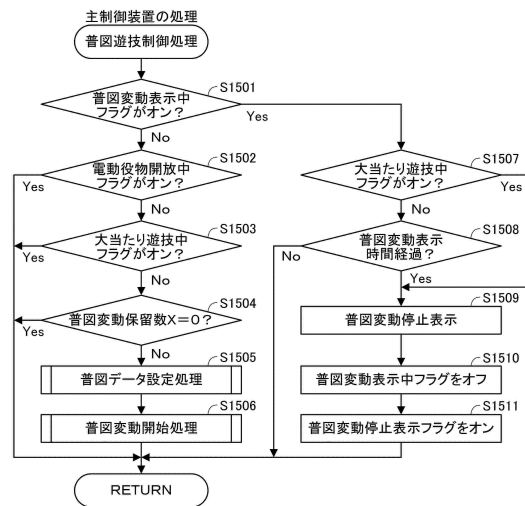 主制御装置の処理
普図遊技制御処理
S1501
普図変動表示中
フラグがオン?
Yes
No
S1502
電動役物開放中
フラグがオン?
Yes
No
S1503
大当たり遊技中
フラグがオン?
Yes
No
S1504
普図変動保留数X=0?
Yes
No
S1505
普図データ設定処理
S1506
普図変動開始処理
RETURN
S1507
大当たり遊技中
フラグがオン?
Yes
No
S1508
普図変動表示
時間経過?
No
Yes
S1509
普図変動停止表示
S1510
普図変動表示中フラグをオフ
S1511
普図変動停止表示フラグをオン